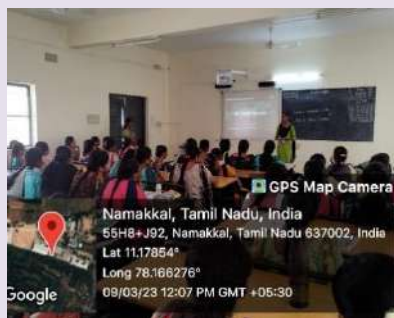 GPS Map Camera
Namakkal, Tamil Nadu, India
55H8+J92, Namakkal, Tamil Nadu 637002, India
Lat 11.17854°
Long 78.166276°
09/03/23 12:07 PM GMT +05:30
Google